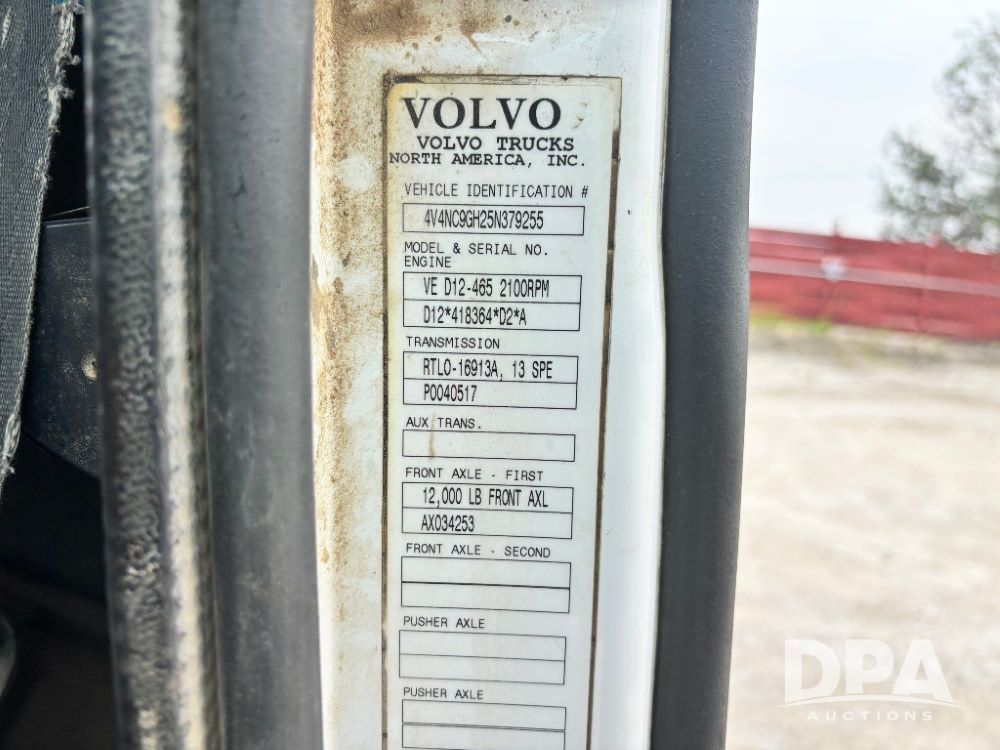 VOLVO
VOLVO TRUCKS
NORTH AMERICA, INC.
VEHICLE IDENTIFICATION #
4V4NC9GH25N379255
MODEL & SERIAL NO.
ENGINE
VE D12-465 2100RPM
D12*418364*D2*A
TRANSMISSION
RTLO-16913A, 13 SPE
P0040517
AUX TRANS.
FRONT AXLE - FIRST
12,000 LB FRONT AXL
AX034253
FRONT AXLE - SECOND
PUSHER AXLE
PUSHER AXLE
DPA
AUCTIONS